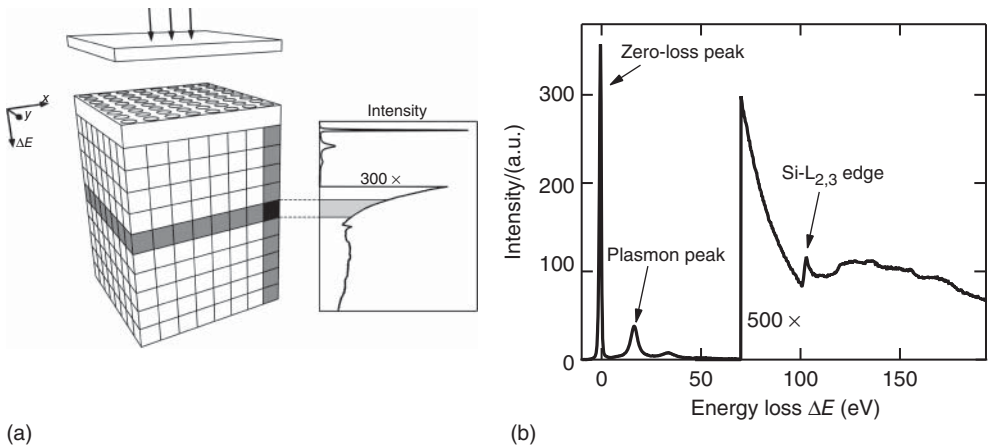 x
y
ΔE
Intensity
300 ×
(a)
Intensity/(a.u.)
300
200
100
0
Zero-loss peak
Plasmon peak
Si-L2,3 edge
500 ×
0
50
100
150
Energy loss ΔE (eV)
(b)